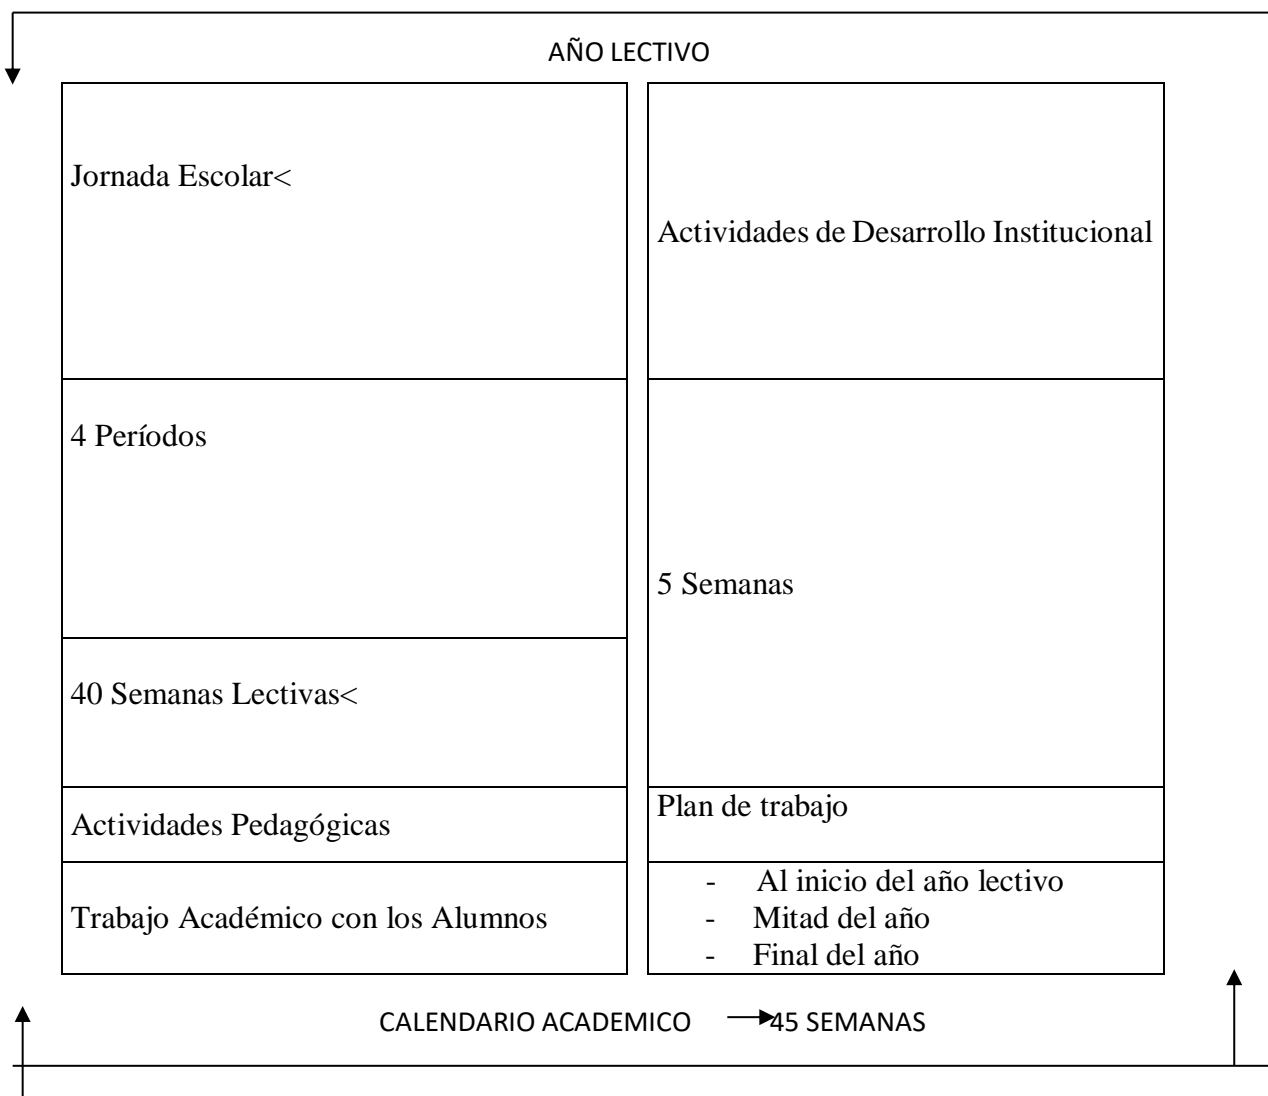 AÑO LECTIVO
Jornada Escolar<
4 Períodos
40 Semanas Lectivas<
Actividades Pedagógicas
Trabajo Académico con los Alumnos
Actividades de Desarrollo Institucional
5 Semanas
Plan de trabajo
- Al inicio del año lectivo
- Mitad del año
- Final del año
CALENDARIO ACADEMICO 45 SEMANAS